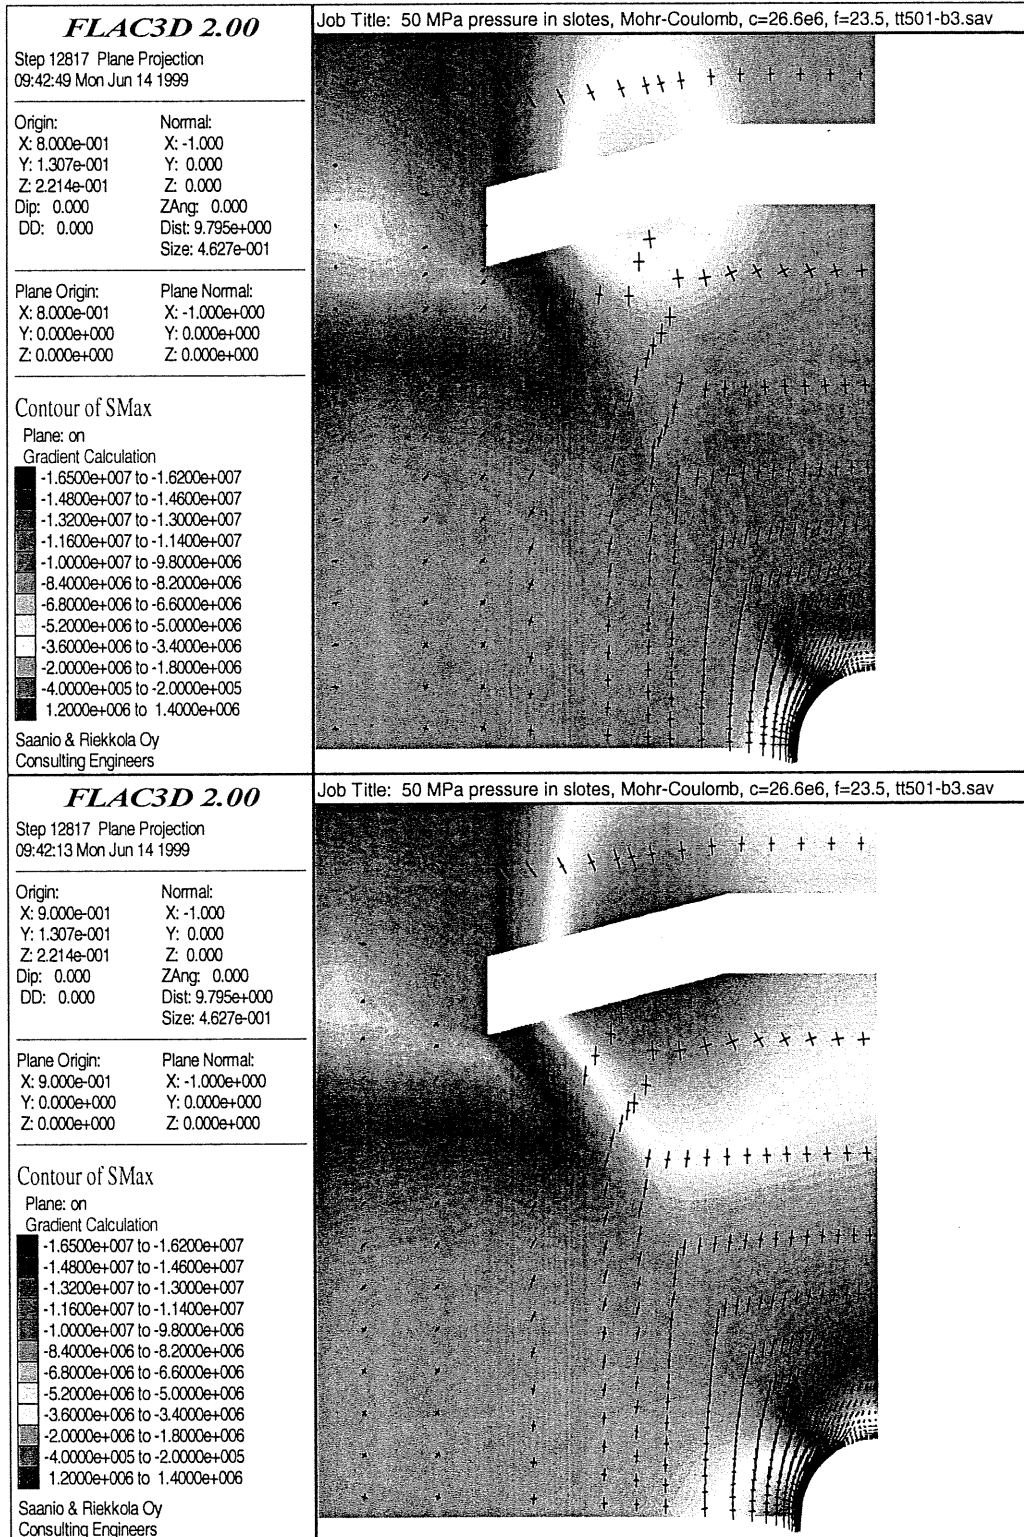 FLAC3D 2.00
Job Title: 50 MPa pressure in slotes, Mohr-Coulomb, c=26.6e6, f=23.5, tt501-b3.sav
Step 12817 Plane Projection
09:42:49 Mon Jun 14 1999
Origin: Normal:
X: 8.000e-001 X: -1.000
Y: 1.307e-001 Y: 0.000
Z: 2.214e-001 Z: 0.000
Dip: 0.000 ZAng: 0.000
DD: 0.000 Dist: 9.795e+000
Size: 4.627e-001
Plane Origin: Plane Normal:
X: 8.000e-001 X: -1.000e+000
Y: 0.000e+000 Y: 0.000e+000
Z: 0.000e+000 Z: 0.000e+000
Contour of SMax
Plane: on
Gradient Calculation
-1.6500e+007 to -1.6200e+007
-1.4800e+007 to -1.4600e+007
-1.3200e+007 to -1.3000e+007
-1.1600e+007 to -1.1400e+007
-1.0000e+007 to -9.8000e+006
-8.4000e+006 to -8.2000e+006
-6.8000e+006 to -6.6000e+006
-5.2000e+006 to -5.0000e+006
-3.6000e+006 to -3.4000e+006
-2.0000e+006 to -1.8000e+006
-4.0000e+005 to -2.0000e+005
1.2000e+006 to 1.4000e+006
Saanio & Riekkola Oy
Consulting Engineers
FLAC3D 2.00
Job Title: 50 MPa pressure in slotes, Mohr-Coulomb, c=26.6e6, f=23.5, tt501-b3.sav
Step 12817 Plane Projection
09:42:13 Mon Jun 14 1999
Origin: Normal:
X: 9.000e-001 X: -1.000
Y: 1.307e-001 Y: 0.000
Z: 2.214e-001 Z: 0.000
Dip: 0.000 ZAng: 0.000
DD: 0.000 Dist: 9.795e+000
Size: 4.627e-001
Plane Origin: Plane Normal:
X: 9.000e-001 X: -1.000e+000
Y: 0.000e+000 Y: 0.000e+000
Z: 0.000e+000 Z: 0.000e+000
Contour of SMax
Plane: on
Gradient Calculation
-1.6500e+007 to -1.6200e+007
-1.4800e+007 to -1.4600e+007
-1.3200e+007 to -1.3000e+007
-1.1600e+007 to -1.1400e+007
-1.0000e+007 to -9.8000e+006
-8.4000e+006 to -8.2000e+006
-6.8000e+006 to -6.6000e+006
-5.2000e+006 to -5.0000e+006
-3.6000e+006 to -3.4000e+006
-2.0000e+006 to -1.8000e+006
-4.0000e+005 to -2.0000e+005
1.2000e+006 to 1.4000e+006
Saanio & Riekkola Oy
Consulting Engineers